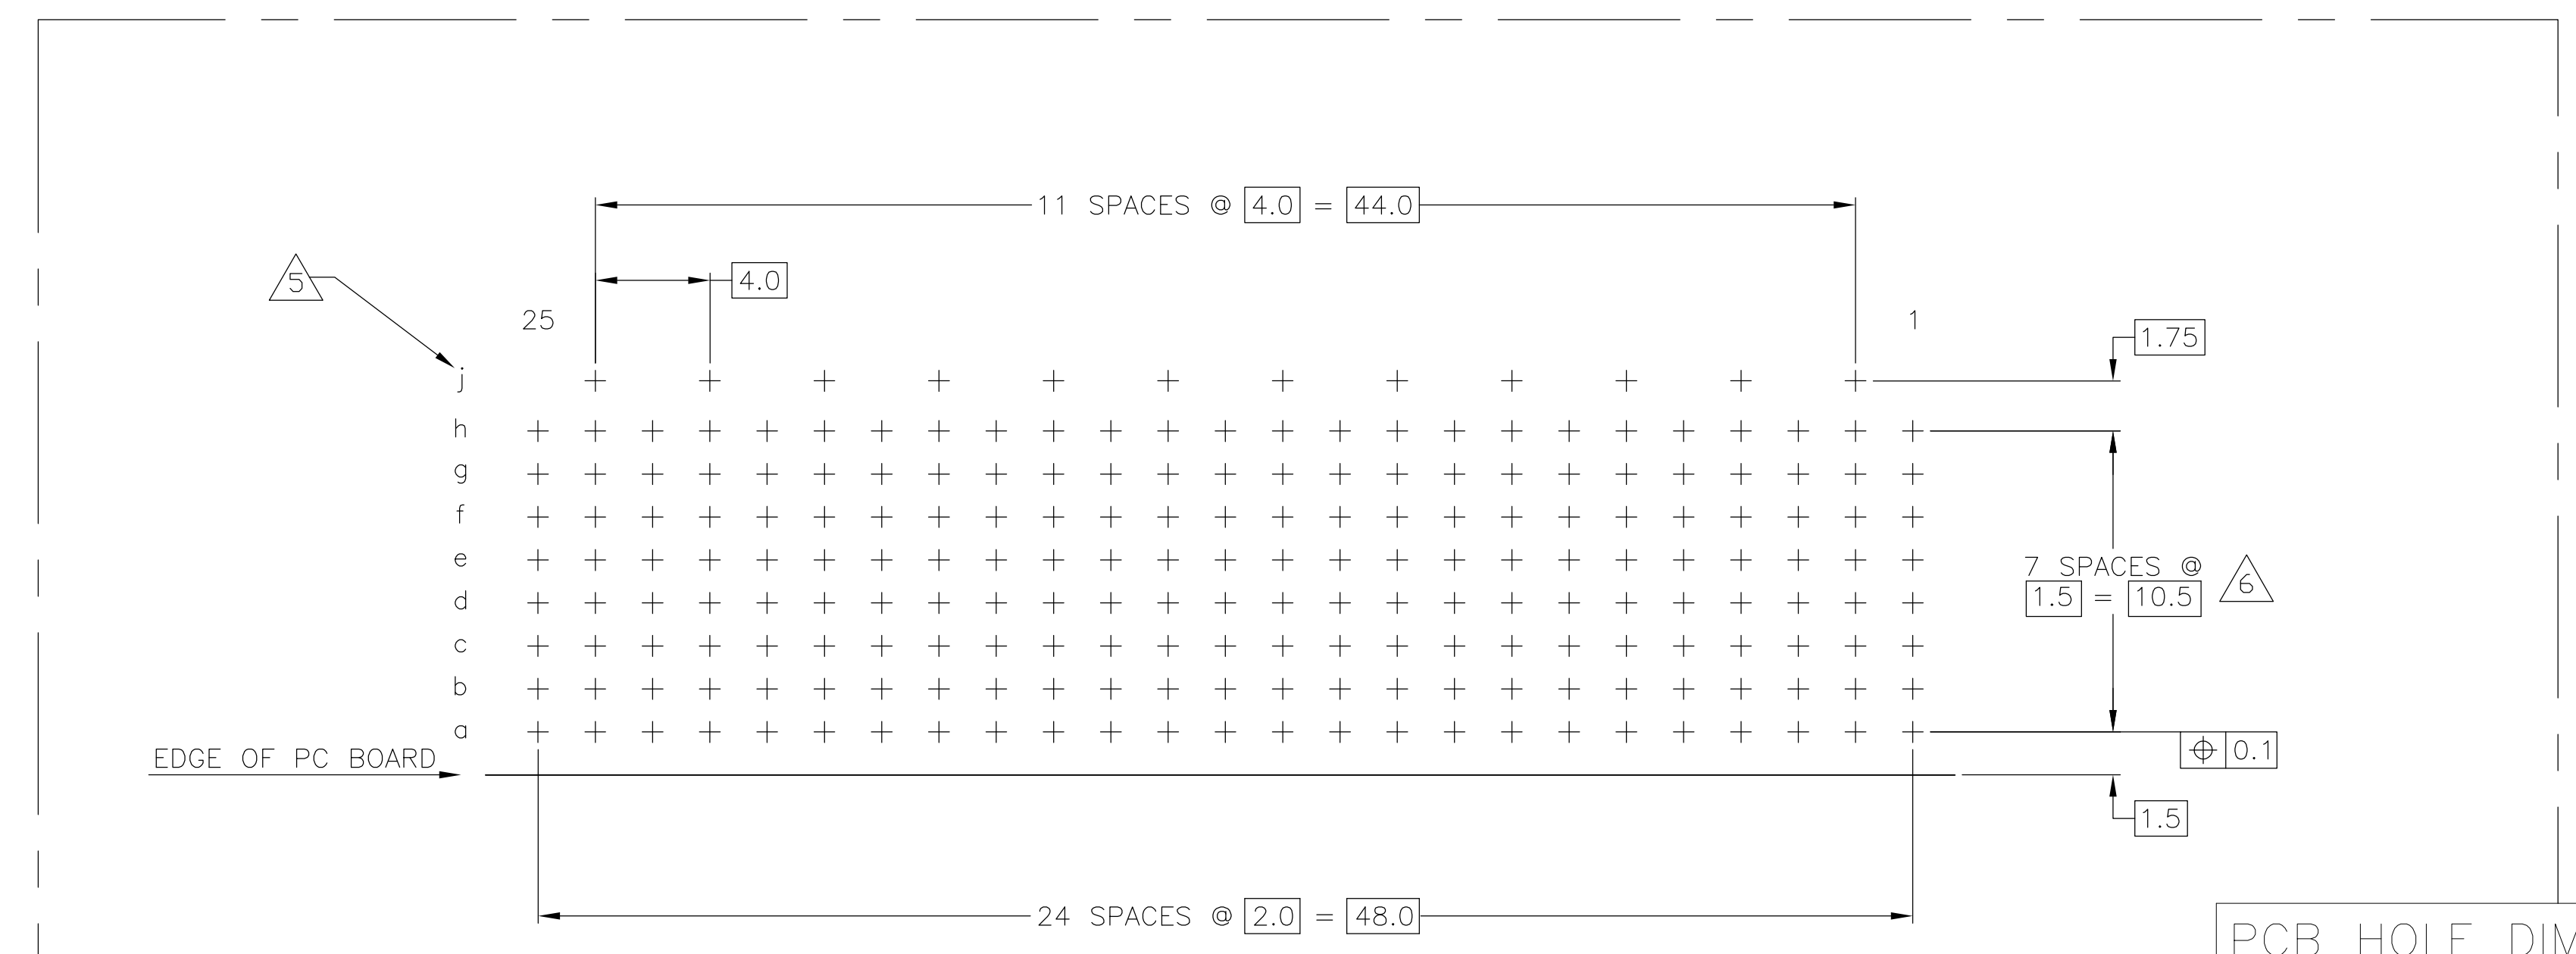 11 SPACES @ 4.0 = 44.0
5
4.0
25
1
1.75
j
h
g
f
e
7 SPACES @
6
1.5 = 10.5
d
c
b
a
EDGE OF PC BOARD
⌖ 0.1
1.5
24 SPACES @ 2.0 = 48.0
PCB HOLE DIM